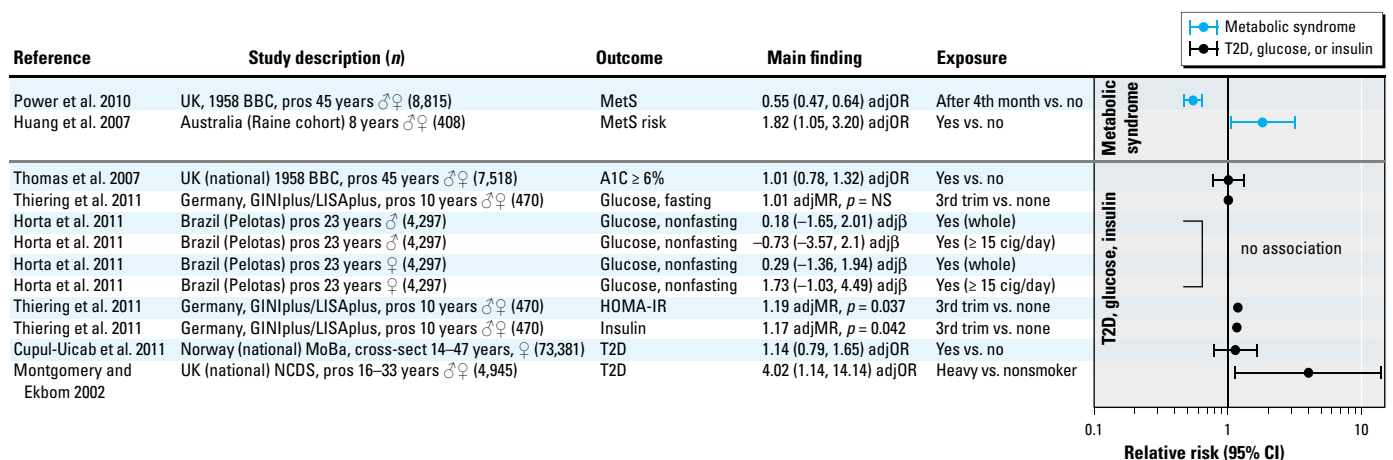 Metabolic syndrome
T2D, glucose, or insulin
Reference Study description (n) Outcome Main finding Exposure
Power et al. 2010 UK, 1958 BBC, pros 45 years ♂♀ (8,815) MetS 0.55 (0.47, 0.64) adjOR After 4th month vs. no
Huang et al. 2007 Australia (Raine cohort) 8 years ♂♀ (408) MetS risk 1.82 (1.05, 3.20) adjOR Yes vs. no
Metabolic
syndrome
Thomas et al. 2007 UK (national) 1958 BBC, pros 45 years ♂♀ (7,518) A1C ≥ 6% 1.01 (0.78, 1.32) adjOR Yes vs. no
Thiering et al. 2011 Germany, GINIplus/LISAplus, pros 10 years ♂♀ (470) Glucose, fasting 1.01 adjMR, p = NS 3rd trim vs. none
Horta et al. 2011 Brazil (Pelotas) pros 23 years ♂ (4,297) Glucose, nonfasting 0.18 (–1.65, 2.01) adjβ Yes (whole)
Horta et al. 2011 Brazil (Pelotas) pros 23 years ♂ (4,297) Glucose, nonfasting –0.73 (–3.57, 2.1) adjβ Yes (≥ 15 cig/day)
Horta et al. 2011 Brazil (Pelotas) pros 23 years ♀ (4,297) Glucose, nonfasting 0.29 (–1.36, 1.94) adjβ Yes (whole)
Horta et al. 2011 Brazil (Pelotas) pros 23 years ♀ (4,297) Glucose, nonfasting 1.73 (–1.03, 4.49) adjβ Yes (≥ 15 cig/day)
Thiering et al. 2011 Germany, GINIplus/LISAplus, pros 10 years ♂♀ (470) HOMA-IR 1.19 adjMR, p = 0.037 3rd trim vs. none
Thiering et al. 2011 Germany, GINIplus/LISAplus, pros 10 years ♂♀ (470) Insulin 1.17 adjMR, p = 0.042 3rd trim vs. none
Cupul-Uicab et al. 2011 Norway (national) MoBa, cross-sect 14–47 years, ♀ (73,381) T2D 1.14 (0.79, 1.65) adjOR Yes vs. no
Montgomery and UK (national) NCDS, pros 16–33 years ♂♀ (4,945) T2D 4.02 (1.14, 14.14) adjOR Heavy vs. nonsmoker
Ekbom 2002
T2D, glucose, insulin
no association
0.1 1 10
Relative risk (95% CI)